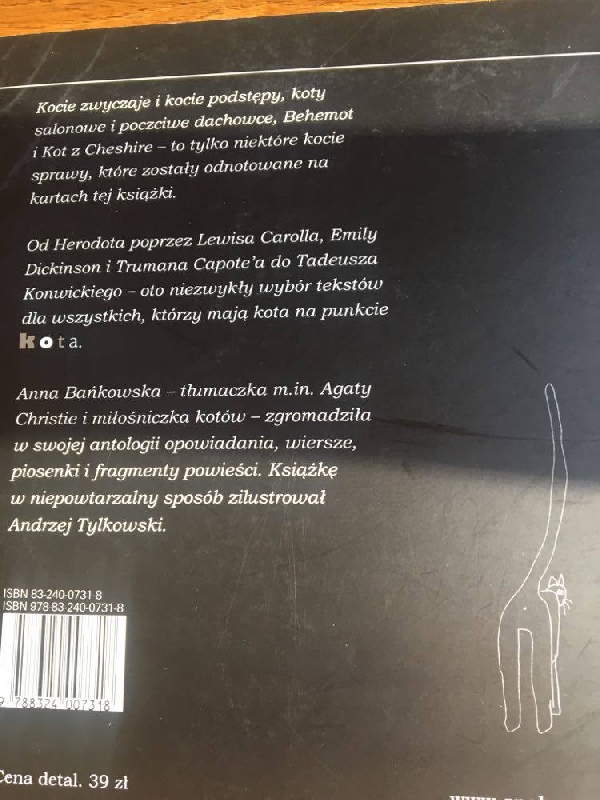 Kocie zwyczaje i kocie podstępy, koty
salonowe i poczciwe dachowce, Behemot
i Kot z Cheshire – to tylko niektóre kocie
sprawy, które zostały odnotowane na
kartach tej książki.
Od Herodota poprzez Lewisa Carolla, Emily
Dickinson i Trumana Capote'a do Tadeusza
Konwickiego – oto niezwykły wybór tekstów
dla wszystkich, którzy mają kota na punkcie
kota.
Anna Bańkowska – tłumaczka m.in. Agaty
Christie i miłośniczka kotów – zgromadziła
w swojej antologii opowiadania, wiersze,
piosenki i fragmenty powieści. Książkę
w niepowtarzalny sposób zilustrował
Andrzej Tylkowski.
ISBN 83-240-0731-8
ISBN 978-83-240-0731-8
9 788324 007318
Cena detal. 39 zł